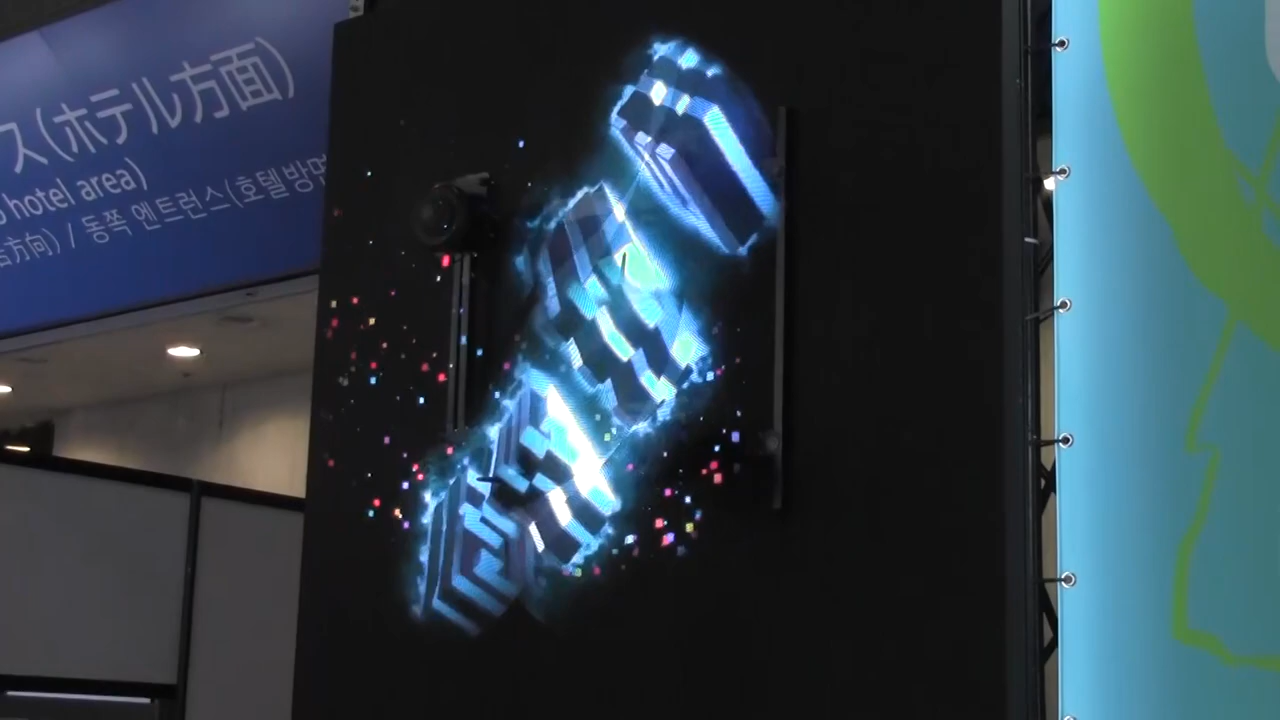 ス(ホテル方面)
hotel area)
方向) / 동쪽 엔트런스(호텔방면